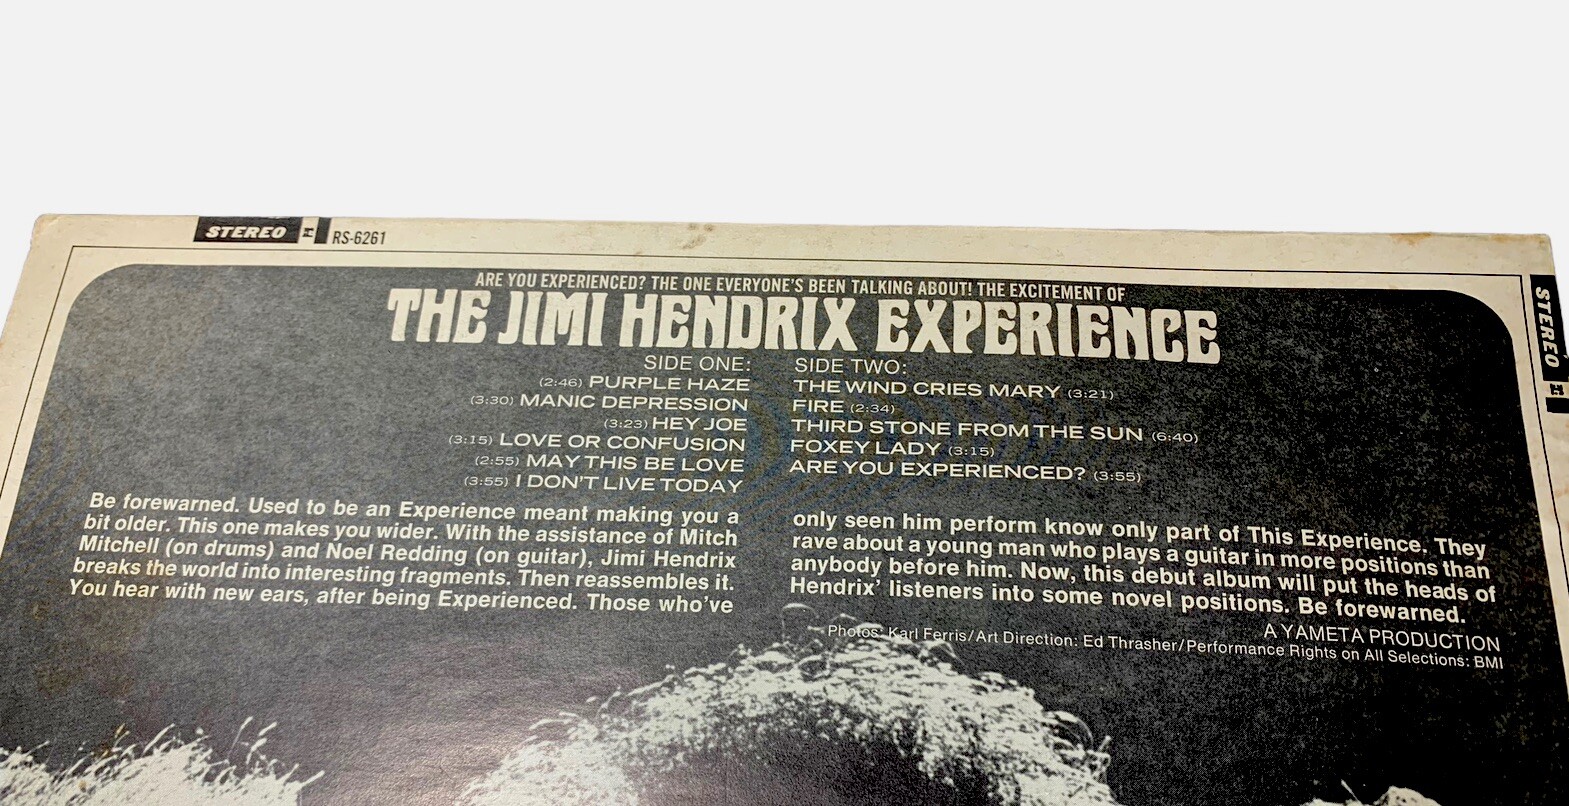 STEREO RS-6261
ARE YOU EXPERIENCED? THE ONE EVERYONE'S BEEN TALKING ABOUT! THE EXCITEMENT OF
THE JIMI HENDRIX EXPERIENCE
SIDE ONE:
(2:46) PURPLE HAZE
(3:30) MANIC DEPRESSION
(3:23) HEY JOE
(3:15) LOVE OR CONFUSION
(2:55) MAY THIS BE LOVE
(3:55) I DON'T LIVE TODAY
SIDE TWO:
THE WIND CRIES MARY (3:21)
FIRE (2:34)
THIRD STONE FROM THE SUN (6:40)
FOXEY LADY (3:15)
ARE YOU EXPERIENCED? (3:55)
Be forewarned. Used to be an Experience meant making you a
bit older. This one makes you wider. With the assistance of Mitch
Mitchell (on drums) and Noel Redding (on guitar), Jimi Hendrix
breaks the world into interesting fragments. Then reassembles it.
You hear with new ears, after being Experienced. Those who've
only seen him perform know only part of This Experience. They
rave about a young man who plays a guitar in more positions than
anybody before him. Now, this debut album will put the heads of
Hendrix' listeners into some novel positions. Be forewarned.
A YAMETA PRODUCTION
Photos: Karl Ferris/Art Direction: Ed Thrasher/Performance Rights on All Selections: BMI
STEREO